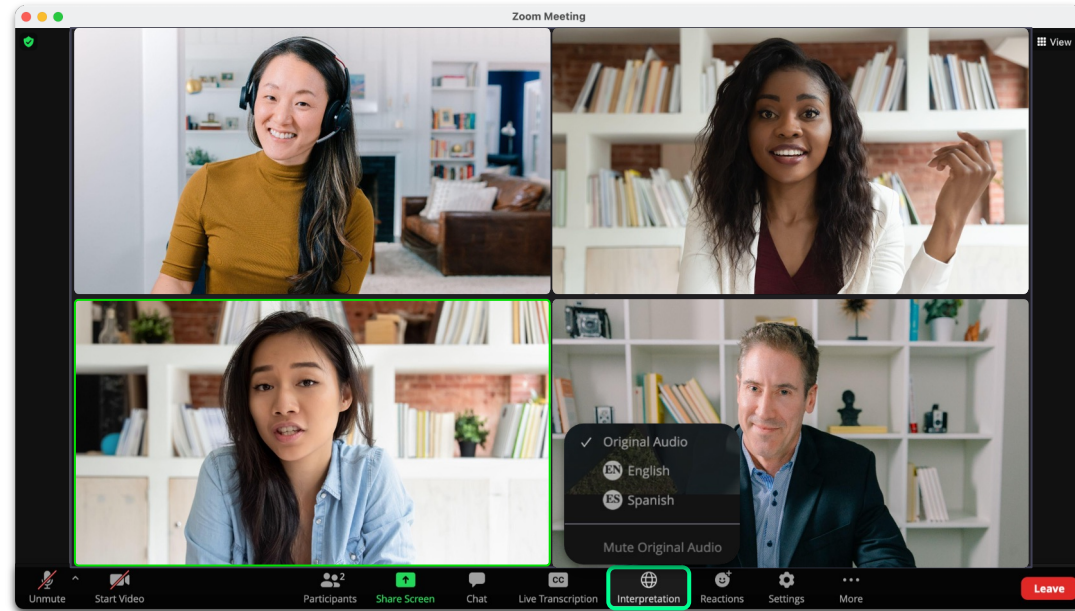 Zoom Meeting
View
✓ Original Audio
EN English
ES Spanish
Mute Original Audio
2
CC
Unmute
Start Video
Participants
Share Screen
Chat
Live Transcription
Interpretation
Reactions
Settings
More
Leave